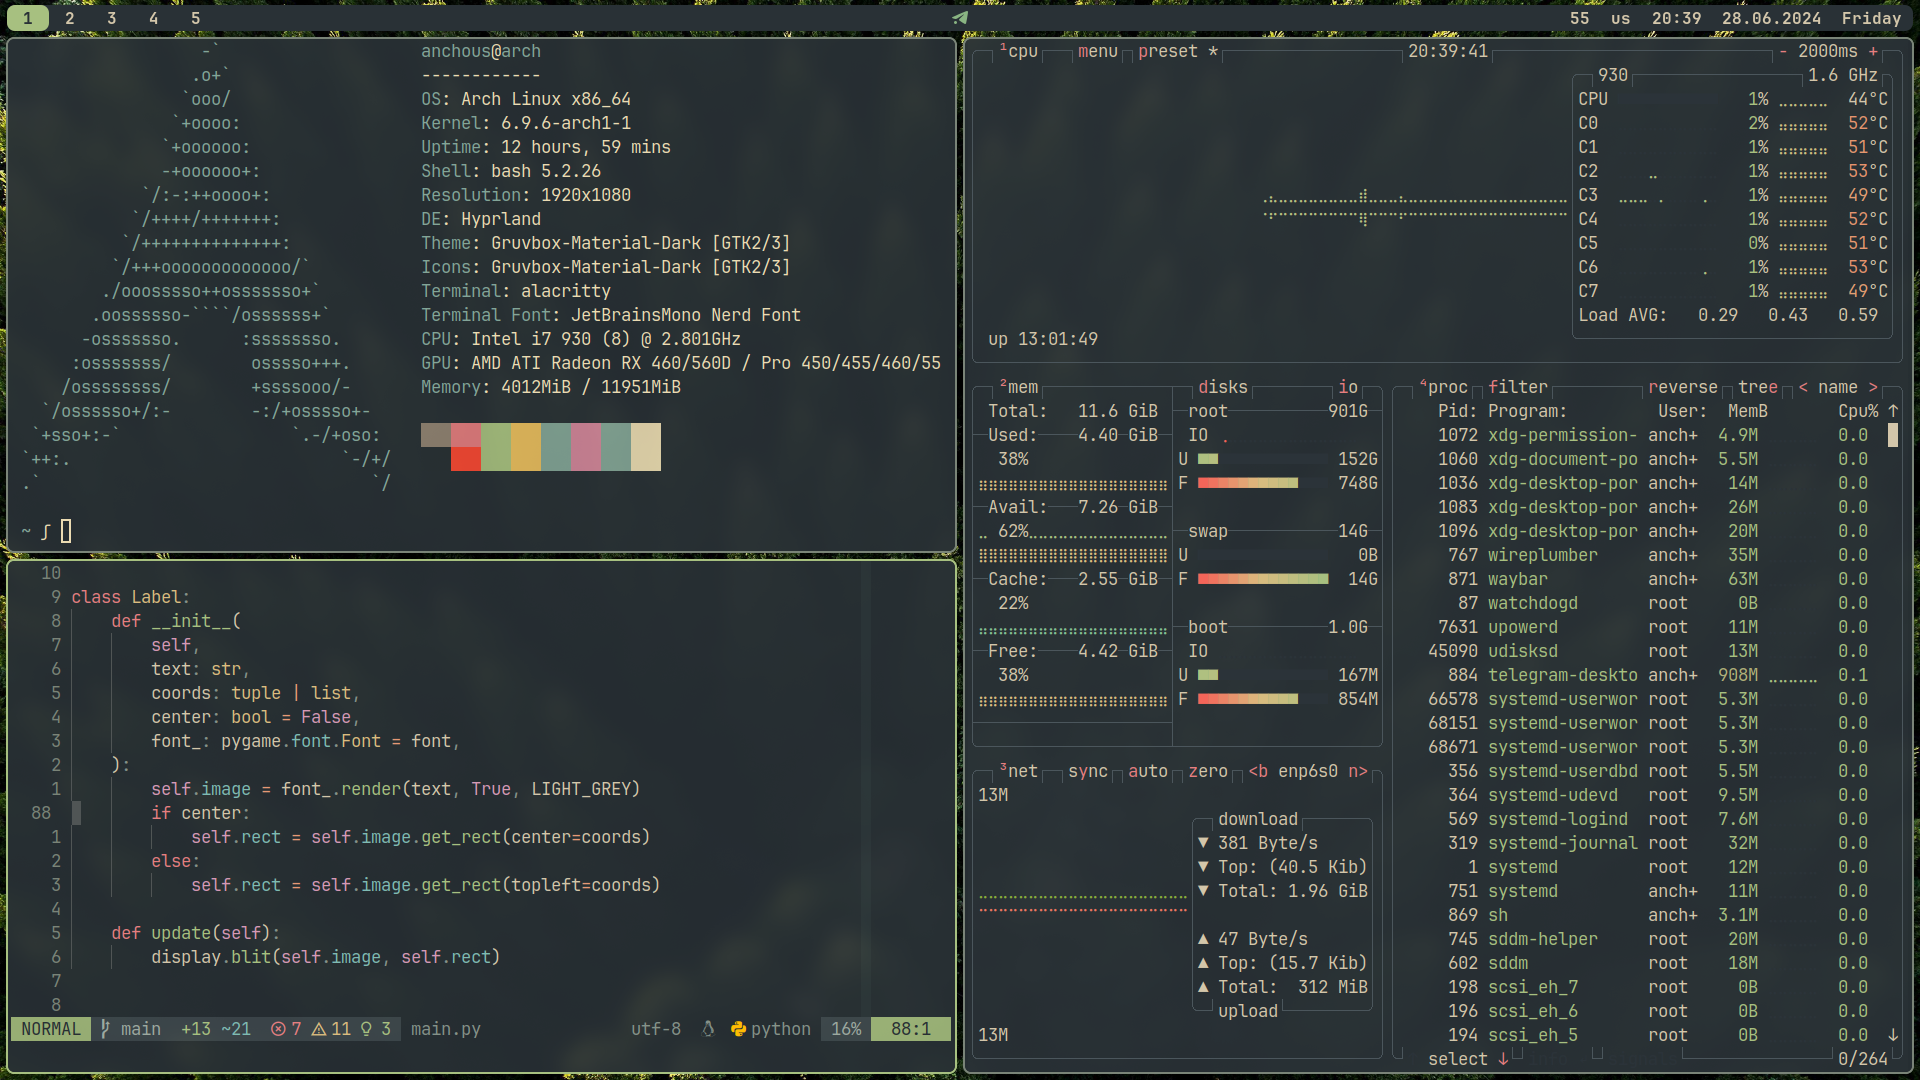 1 2 3 4 5 55 us 20:39 28.06.2024 Friday
-`
.o+`
`ooo/
`+oooo:
`+oooooo:
-+oooooo+:
`/:-:++oooo+:
`/++++/+++++++:
`/++++++++++++++:
`/+++ooooooooooooo/`
./ooosssso++osssssso+`
.oossssso-````/ossssss+`
-osssssso. :ssssssso.
:osssssss/ osssso+++.
/ossssssss/ +ssssooo/-
`/ossssso+/:- -:/+osssso+-
`+sso+:-` `.-/+oso:
`++:. `-/+/
.` `/
anchous@arch
------------
OS: Arch Linux x86_64
Kernel: 6.9.6-arch1-1
Uptime: 12 hours, 59 mins
Shell: bash 5.2.26
Resolution: 1920x1080
DE: Hyprland
Theme: Gruvbox-Material-Dark [GTK2/3]
Icons: Gruvbox-Material-Dark [GTK2/3]
Terminal: alacritty
Terminal Font: JetBrainsMono Nerd Font
CPU: Intel i7 930 (8) @ 2.801GHz
GPU: AMD ATI Radeon RX 460/560D / Pro 450/455/460/55
Memory: 4012MiB / 11951MiB
~ ∫
10
9 class Label:
8 def __init__(
7 self,
6 text: str,
5 coords: tuple | list,
4 center: bool = False,
3 font_: pygame.font.Font = font,
2 ):
1 self.image = font_.render(text, True, LIGHT_GREY)
88 if center:
1 self.rect = self.image.get_rect(center=coords)
2 else:
3 self.rect = self.image.get_rect(topleft=coords)
4
5 def update(self):
6 display.blit(self.image, self.rect)
7
8
NORMAL main +13 ~21 7 11 3 main.py utf-8 python 16% 88:1
¹cpu menu preset * 20:39:41 - 2000ms +
930 1.6 GHz
CPU 1% 44°C
C0 2% 52°C
C1 1% 51°C
C2 1% 53°C
C3 1% 49°C
C4 1% 52°C
C5 0% 51°C
C6 1% 53°C
C7 1% 49°C
Load AVG: 0.29 0.43 0.59
up 13:01:49
²mem
Total: 11.6 GiB
Used: 4.40 GiB
38%
Avail: 7.26 GiB
62%
Cache: 2.55 GiB
22%
Free: 4.42 GiB
38%
disks io
root 901G
IO
U 152G
F 748G
swap 14G
U 0B
F 14G
boot 1.0G
IO
U 167M
F 854M
³net sync auto zero <b enp6s0 n>
13M
download
▼ 381 Byte/s
▼ Top: (40.5 Kib)
▼ Total: 1.96 GiB
▲ 47 Byte/s
▲ Top: (15.7 Kib)
▲ Total: 312 MiB
upload
13M
⁴proc filter reverse tree < name >
Pid: Program: User: MemB Cpu% ↑
1072 xdg-permission- anch+ 4.9M 0.0
1060 xdg-document-po anch+ 5.5M 0.0
1036 xdg-desktop-por anch+ 14M 0.0
1083 xdg-desktop-por anch+ 26M 0.0
1096 xdg-desktop-por anch+ 20M 0.0
767 wireplumber anch+ 35M 0.0
871 waybar anch+ 63M 0.0
87 watchdogd root 0B 0.0
7631 upowerd root 11M 0.0
45090 udisksd root 13M 0.0
884 telegram-deskto anch+ 908M 0.1
66578 systemd-userwor root 5.3M 0.0
68151 systemd-userwor root 5.3M 0.0
68671 systemd-userwor root 5.3M 0.0
356 systemd-userdbd root 5.5M 0.0
364 systemd-udevd root 9.5M 0.0
569 systemd-logind root 7.6M 0.0
319 systemd-journal root 32M 0.0
1 systemd root 12M 0.0
751 systemd anch+ 11M 0.0
869 sh anch+ 3.1M 0.0
745 sddm-helper root 20M 0.0
602 sddm root 18M 0.0
198 scsi_eh_7 root 0B 0.0
196 scsi_eh_6 root 0B 0.0
194 scsi_eh_5 root 0B 0.0 ↓
select ↓ 0/264